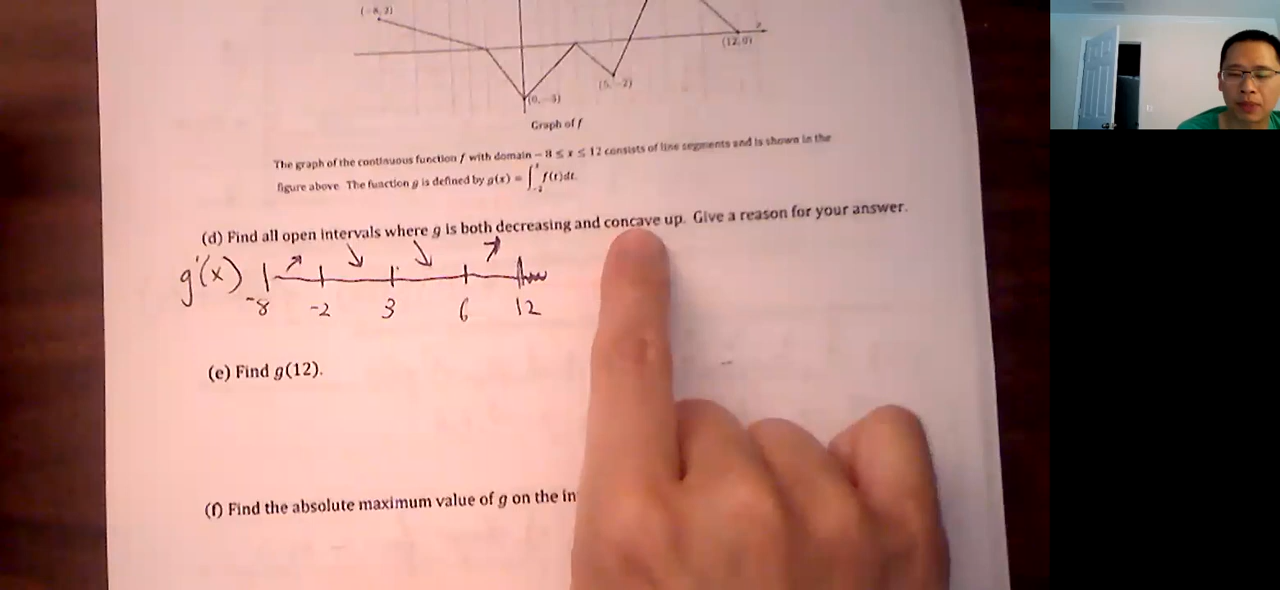 (-8, 2)
x
(12, 0)
(5, -2)
(0, -3)
Graph of f
The graph of the continuous function f with domain - 8 ≤ x ≤ 12 consists of line segments and is shown in the
figure above. The function g is defined by g(x) = ∫_{-2}^{x} f(t)dt.
(d) Find all open intervals where g is both decreasing and concave up. Give a reason for your answer.
g'(x)
-8 -2 3 6 12
(e) Find g(12).
(f) Find the absolute maximum value of g on the in